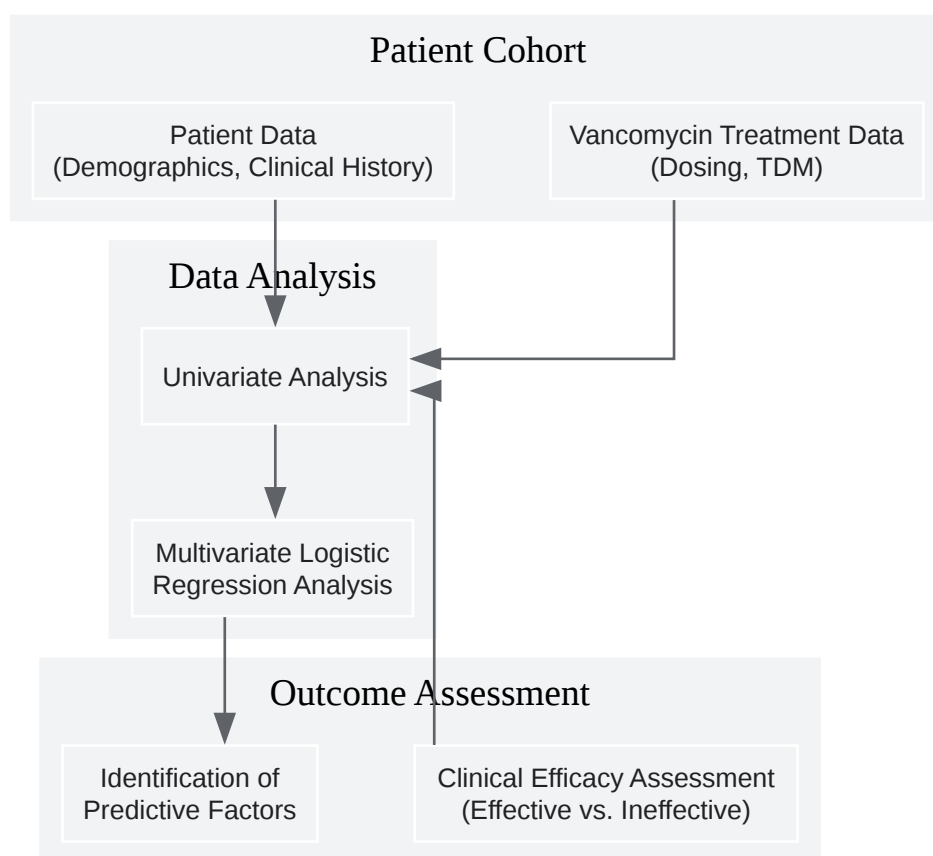 Patient Cohort
Patient Data
(Demographics, Clinical History)
Vancomycin Treatment Data
(Dosing, TDM)
Data Analysis
Univariate Analysis
Multivariate Logistic
Regression Analysis
Outcome Assessment
Identification of
Predictive Factors
Clinical Efficacy Assessment
(Effective vs. Ineffective)